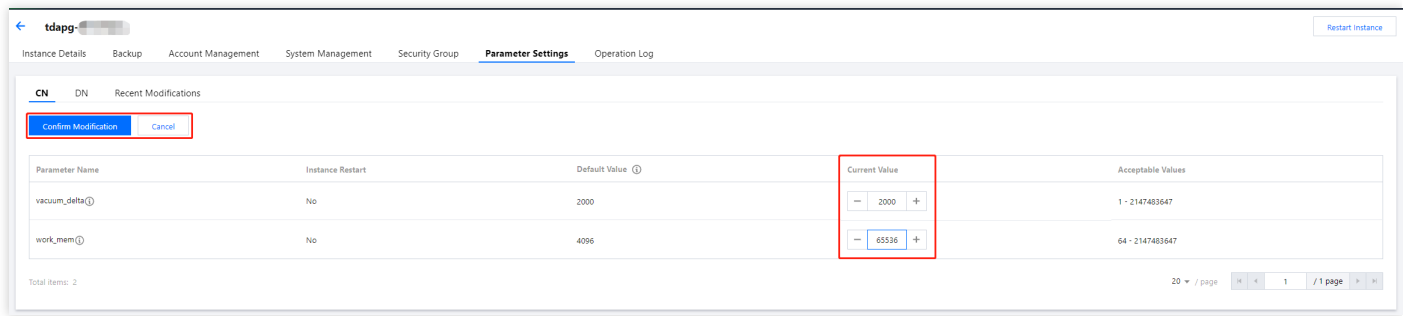 tdapg-
Restart Instance
Instance Details Backup Account Management System Management Security Group Parameter Settings Operation Log
CN DN Recent Modifications
Confirm Modification Cancel
Parameter Name Instance Restart Default Value Current Value Acceptable Values
vacuum_delta No 2000 2000 1 - 2147483647
work_mem No 4096 65536 64 - 2147483647
Total items: 2 20 / page 1 / 1 page